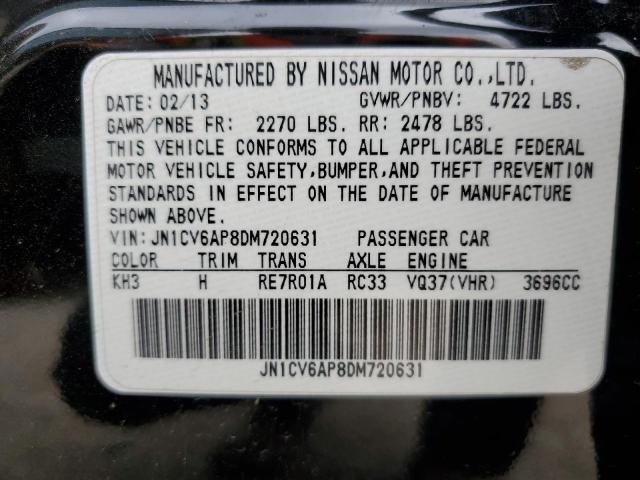 MANUFACTURED BY NISSAN MOTOR CO.,LTD.
DATE: 02/13 GVWR/PNBV: 4722 LBS.
GAWR/PNBE FR: 2270 LBS. RR: 2478 LBS.
THIS VEHICLE CONFORMS TO ALL APPLICABLE FEDERAL
MOTOR VEHICLE SAFETY,BUMPER,AND THEFT PREVENTION
STANDARDS IN EFFECT ON THE DATE OF MANUFACTURE
SHOWN ABOVE.
VIN: JN1CV6AP8DM720631 PASSENGER CAR
COLOR TRIM TRANS AXLE ENGINE
KH3 H RE7R01A RC33 VQ37(VHR) 3696CC
JN1CV6AP8DM720631